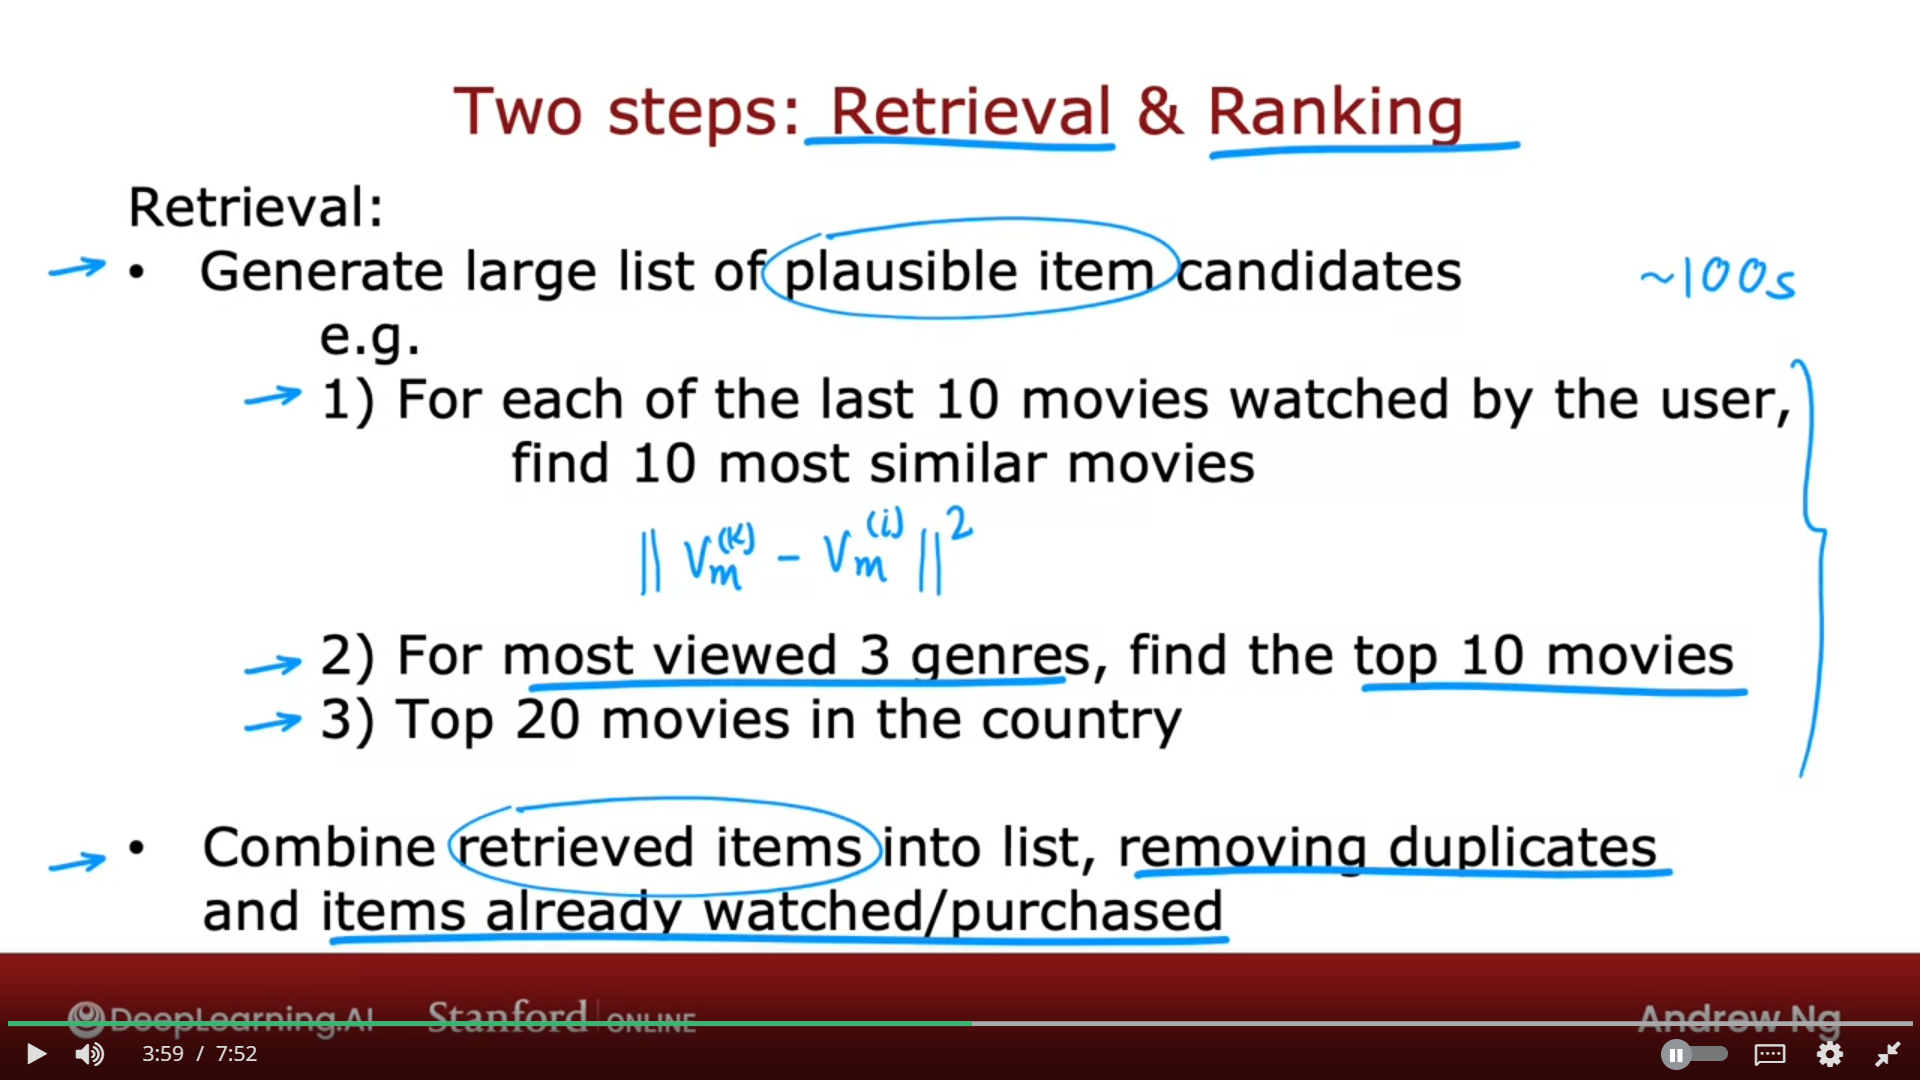 Two steps: Retrieval & Ranking
Retrieval:
• Generate large list of plausible item candidates ~100s
e.g.
1) For each of the last 10 movies watched by the user,
find 10 most similar movies
|| Vm^(k) - Vm^(i) ||^2
2) For most viewed 3 genres, find the top 10 movies
3) Top 20 movies in the country
• Combine retrieved items into list, removing duplicates
and items already watched/purchased
DeepLearning.AI Stanford | ONLINE Andrew Ng
3:59 / 7:52